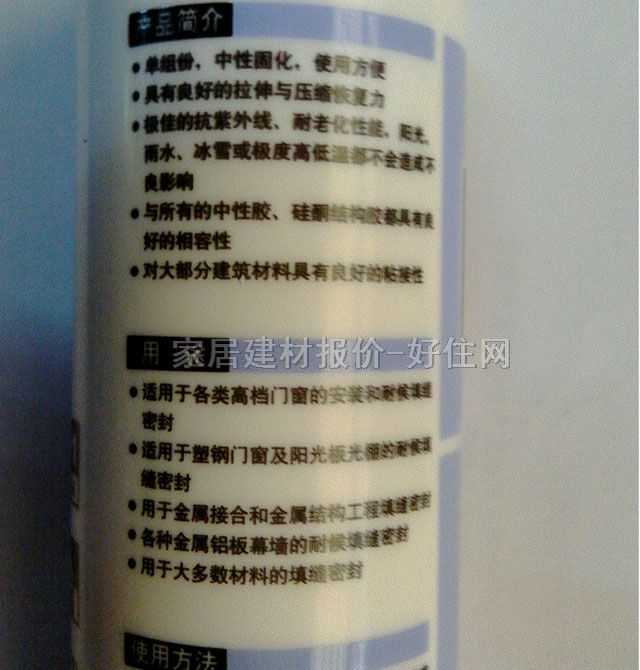 产品简介
●单组份，中性固化，使用方便
●具有良好的拉伸与压缩恢复力
●极佳的抗紫外线、耐老化性能，阳光、
雨水、冰雪或极度高低温都不会造成不
良影响
●与所有的中性胶、硅酮结构胶都具有良
好的相容性
●对大部分建筑材料具有良好的粘接性
用
家居建材报价-好住网
●适用于各类高档门窗的安装和耐候填缝
密封
●适用于塑钢门窗及阳光板光棚的耐候填
缝密封
●用于金属接合和金属结构工程填缝密封
●各种金属铝板幕墙的耐候填缝密封
●用于大多数材料的填缝密封
使用方法